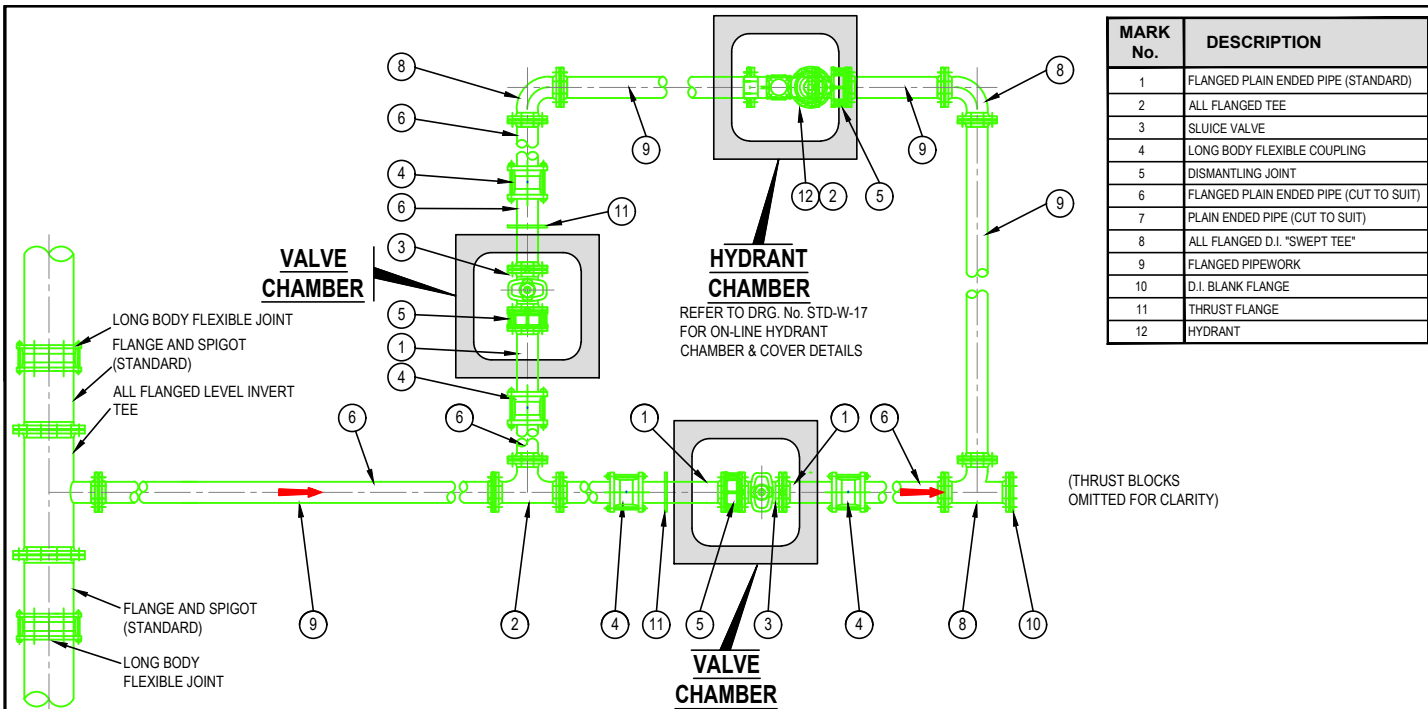 8
9
8
6
9
4
12
2
5
6
11
9
3
VALVE
CHAMBER
HYDRANT
CHAMBER
REFER TO DRG. No. STD-W-17
FOR ON-LINE HYDRANT
CHAMBER & COVER DETAILS
5
1
4
LONG BODY FLEXIBLE JOINT
FLANGE AND SPIGOT
(STANDARD)
ALL FLANGED LEVEL INVERT
TEE
6
6
1
1
6
(THRUST BLOCKS
OMITTED FOR CLARITY)
FLANGE AND SPIGOT
(STANDARD)
LONG BODY
FLEXIBLE JOINT
9
2
4
11
5
3
4
8
10
VALVE
CHAMBER
MARK No. DESCRIPTION
1 FLANGED PLAIN ENDED PIPE (STANDARD)
2 ALL FLANGED TEE
3 SLUICE VALVE
4 LONG BODY FLEXIBLE COUPLING
5 DISMANTLING JOINT
6 FLANGED PLAIN ENDED PIPE (CUT TO SUIT)
7 PLAIN ENDED PIPE (CUT TO SUIT)
8 ALL FLANGED D.I. "SWEPT TEE"
9 FLANGED PIPEWORK
10 D.I. BLANK FLANGE
11 THRUST FLANGE
12 HYDRANT